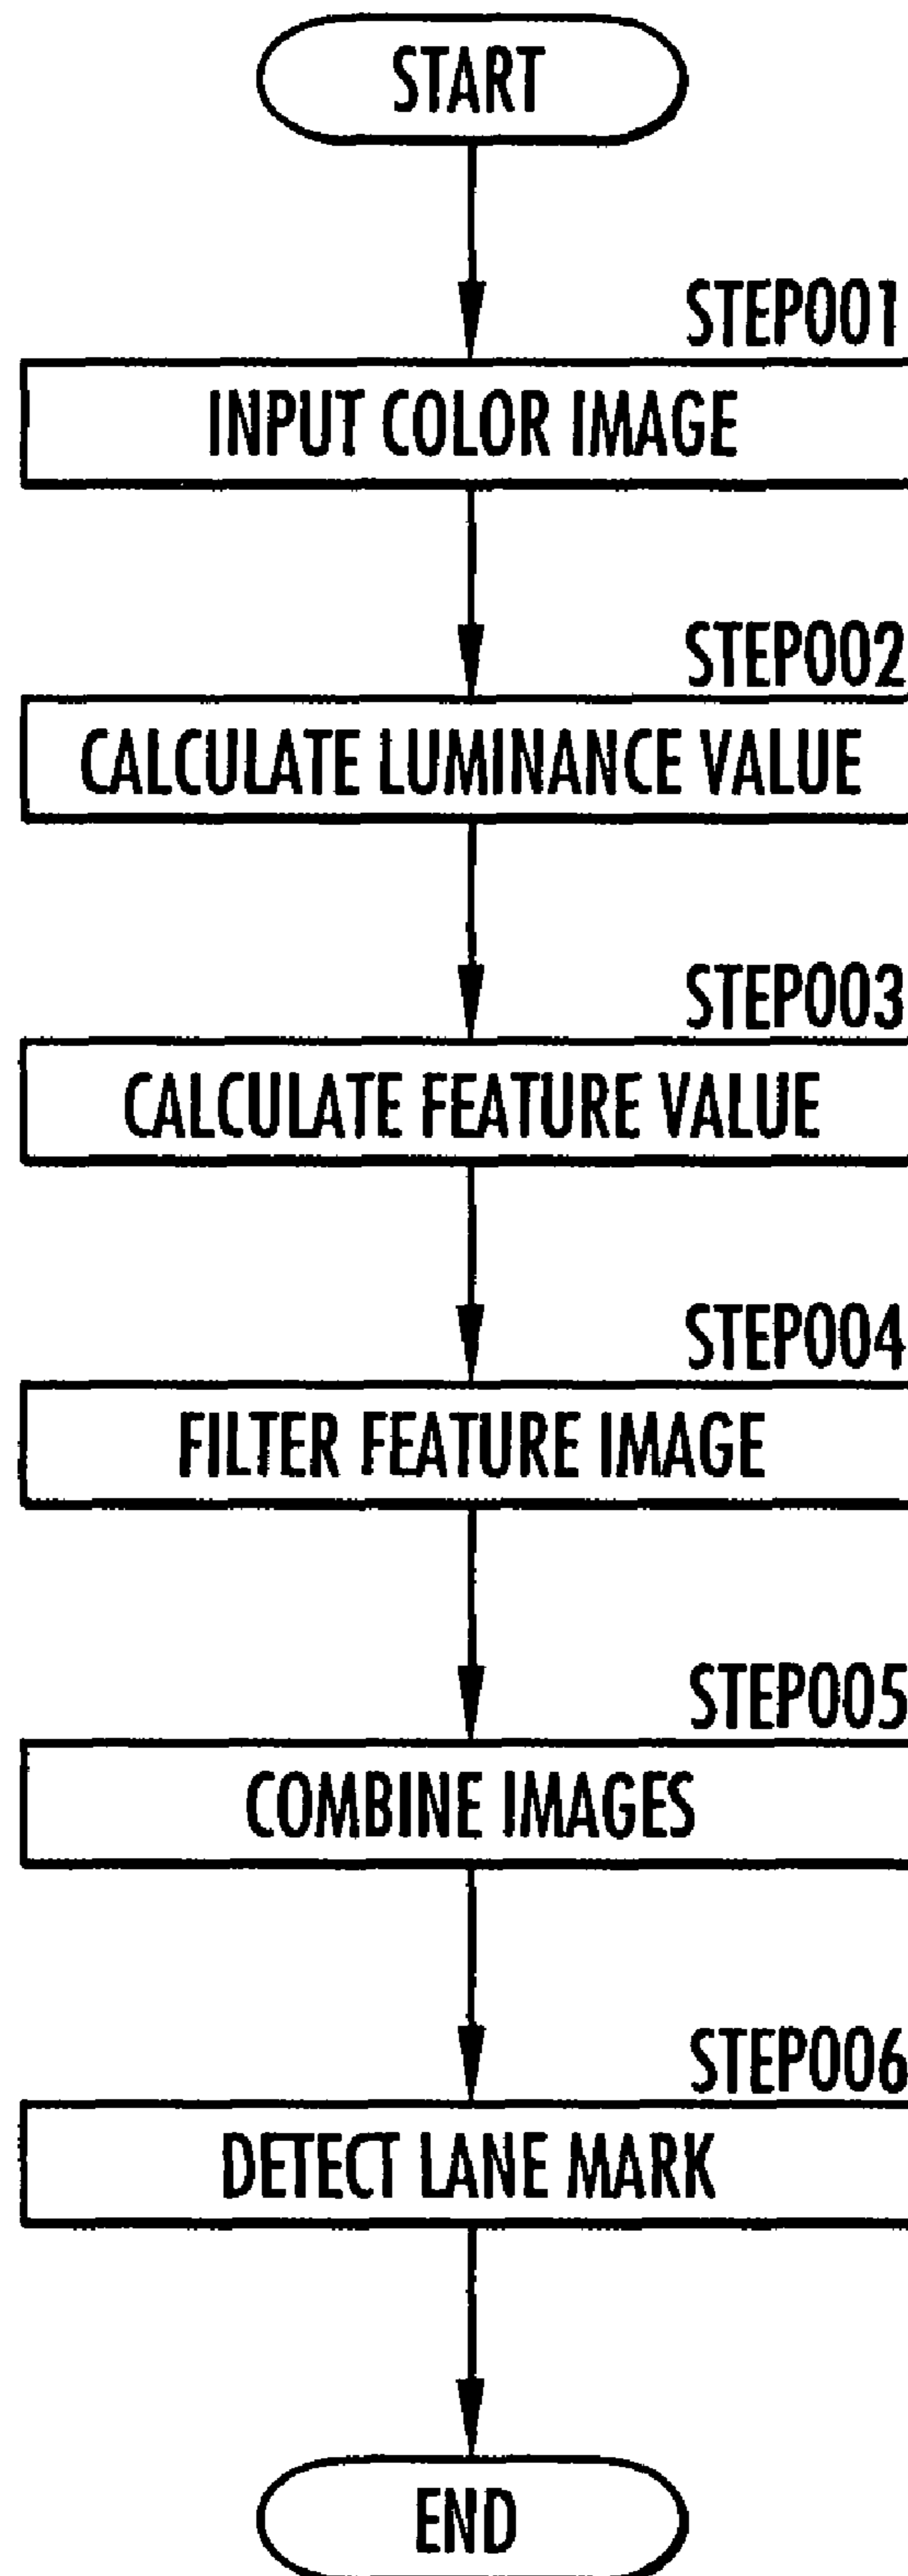 START
STEP001
INPUT COLOR IMAGE
STEP002
CALCULATE LUMINANCE VALUE
STEP003
CALCULATE FEATURE VALUE
STEP004
FILTER FEATURE IMAGE
STEP005
COMBINE IMAGES
STEP006
DETECT LANE MARK
END